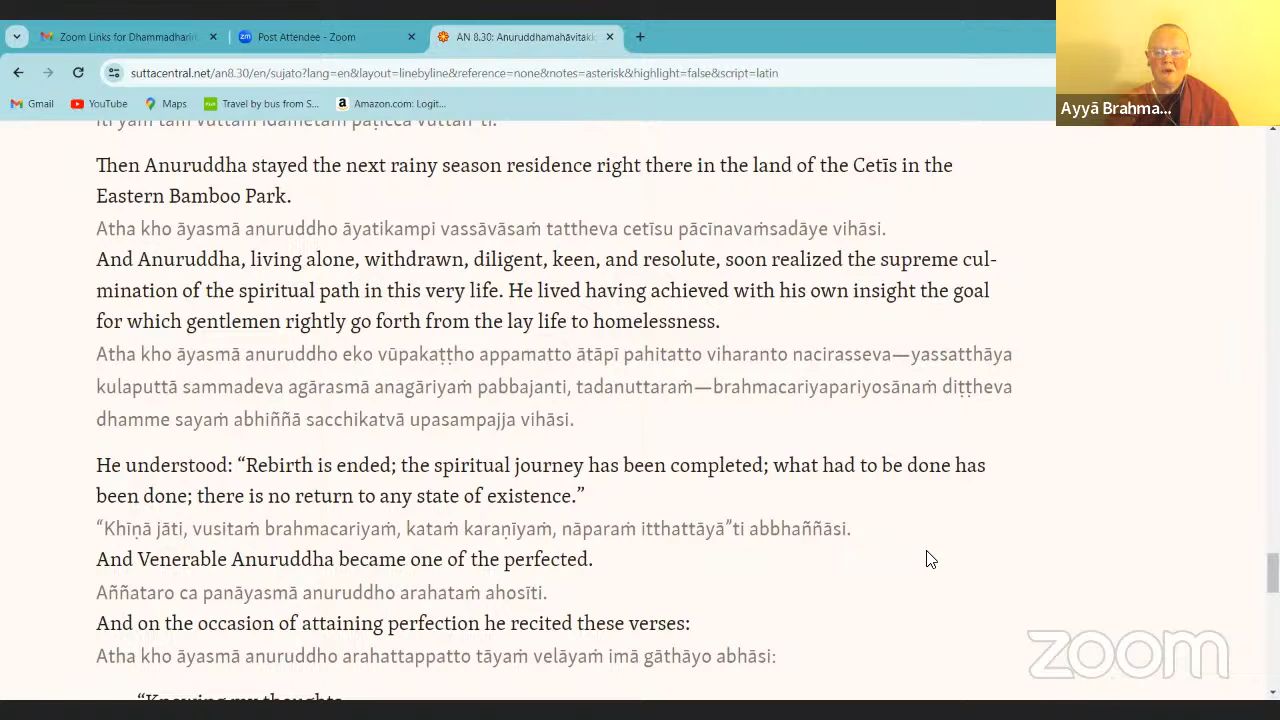 Zoom Links for Dhammadharin
Post Attendee - Zoom
AN 8.30: Anuruddhamahāvitakk
suttacentral.net/an8.30/en/sujato?lang=en&layout=linebyline&reference=none&notes=asterisk&highlight=false&script=latin
Gmail
YouTube
Maps
Travel by bus from S...
Amazon.com: Logit...
Ayyā Brahma...
iti yaṁ taṁ vuttaṁ idametaṁ paṭicca vuttan"ti.
Then Anuruddha stayed the next rainy season residence right there in the land of the Cetīs in the
Eastern Bamboo Park.
Atha kho āyasmā anuruddho āyatikampi vassāvāsaṁ tattheva cetīsu pācīnavaṁsadāye vihāsi.
And Anuruddha, living alone, withdrawn, diligent, keen, and resolute, soon realized the supreme cul-
mination of the spiritual path in this very life. He lived having achieved with his own insight the goal
for which gentlemen rightly go forth from the lay life to homelessness.
Atha kho āyasmā anuruddho eko vūpakaṭṭho appamatto ātāpī pahitatto viharanto nacirasseva—yassatthāya
kulaputtā sammadeva agārasmā anagāriyaṁ pabbajanti, tadanuttaraṁ—brahmacariyapariyosānaṁ diṭṭheva
dhamme sayaṁ abhiññā sacchikatvā upasampajja vihāsi.
He understood: “Rebirth is ended; the spiritual journey has been completed; what had to be done has
been done; there is no return to any state of existence.”
“Khīṇā jāti, vusitaṁ brahmacariyaṁ, kataṁ karaṇīyaṁ, nāparaṁ itthattāyā”ti abbhaññāsi.
And Venerable Anuruddha became one of the perfected.
Aññataro ca panāyasmā anuruddho arahataṁ ahosīti.
And on the occasion of attaining perfection he recited these verses:
Atha kho āyasmā anuruddho arahattappatto tāyaṁ velāyaṁ imā gāthāyo abhāsi:
“Knowing my thoughts,
zoom